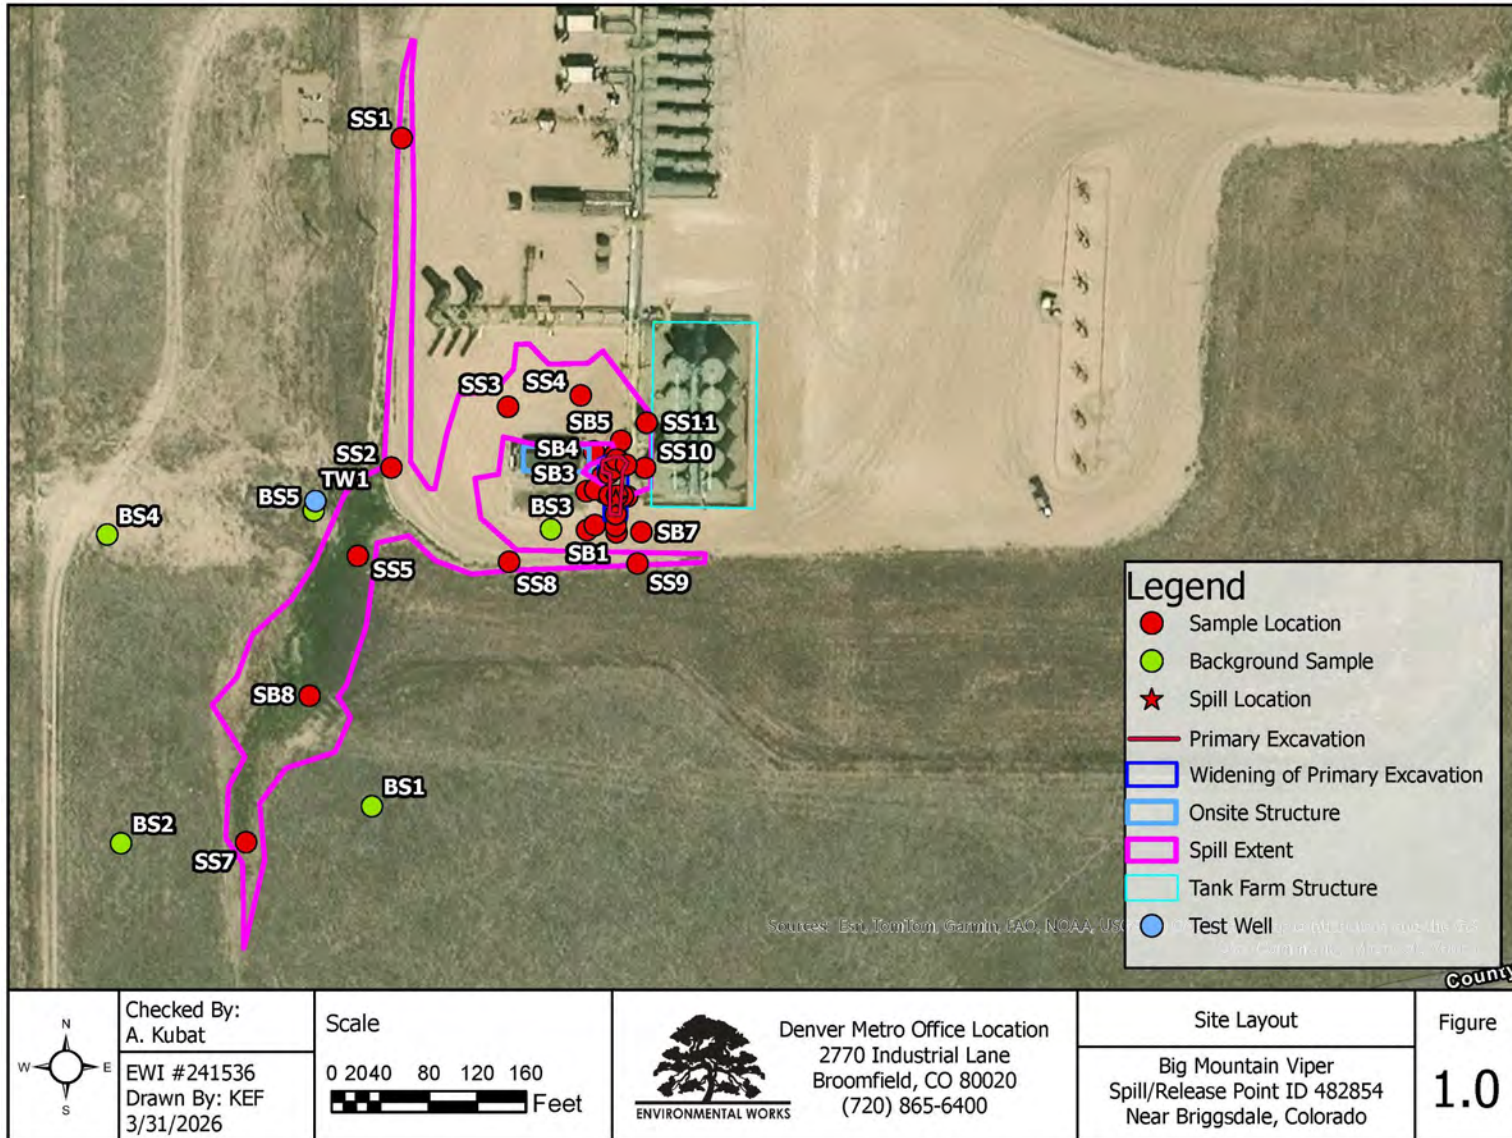 SS1
SS3
SS4
SB5
SS11
SS2
SB4
SS10
TW1
SB3
BS5
BS4
BS3
SB7
SB1
SS5
SS8
SS9
SB8
BS1
BS2
SS7
Legend
Sample Location
Background Sample
Spill Location
Primary Excavation
Widening of Primary Excavation
Onsite Structure
Spill Extent
Tank Farm Structure
Test Well
Sources: Esri, TomTom, Garmin, FAO, NOAA,
County
N
W
E
S
Checked By:
A. Kubat
EWI #241536
Drawn By: KEF
3/31/2026
Scale
0 2040 80 120 160
Feet
ENVIRONMENTAL WORKS
Denver Metro Office Location
2770 Industrial Lane
Broomfield, CO 80020
(720) 865-6400
Site Layout
Big Mountain Viper
Spill/Release Point ID 482854
Near Briggsdale, Colorado
Figure
1.0